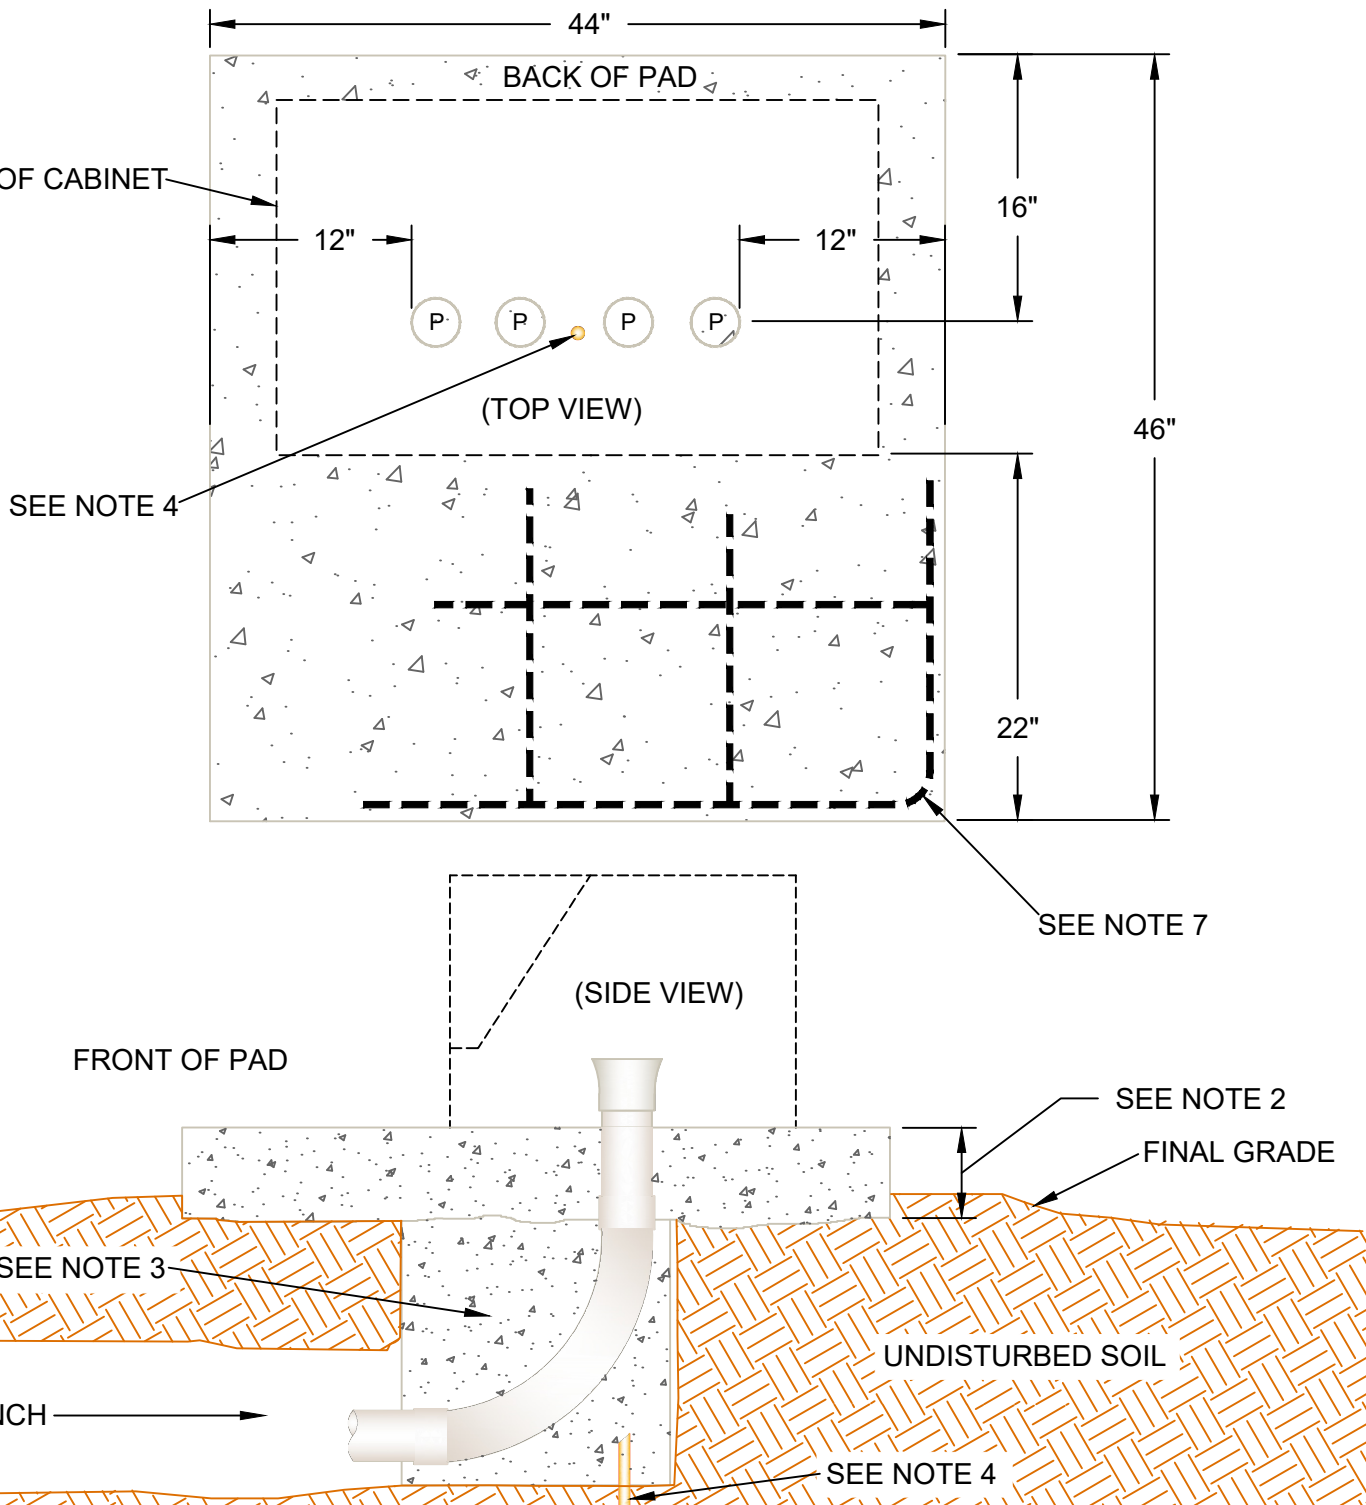 44"
BACK OF PAD
OF CABINET
16"
12"
12"
P P P P
(TOP VIEW)
46"
SEE NOTE 4
22"
SEE NOTE 7
(SIDE VIEW)
FRONT OF PAD
SEE NOTE 2
FINAL GRADE
SEE NOTE 3
UNDISTURBED SOIL
NCH
SEE NOTE 4